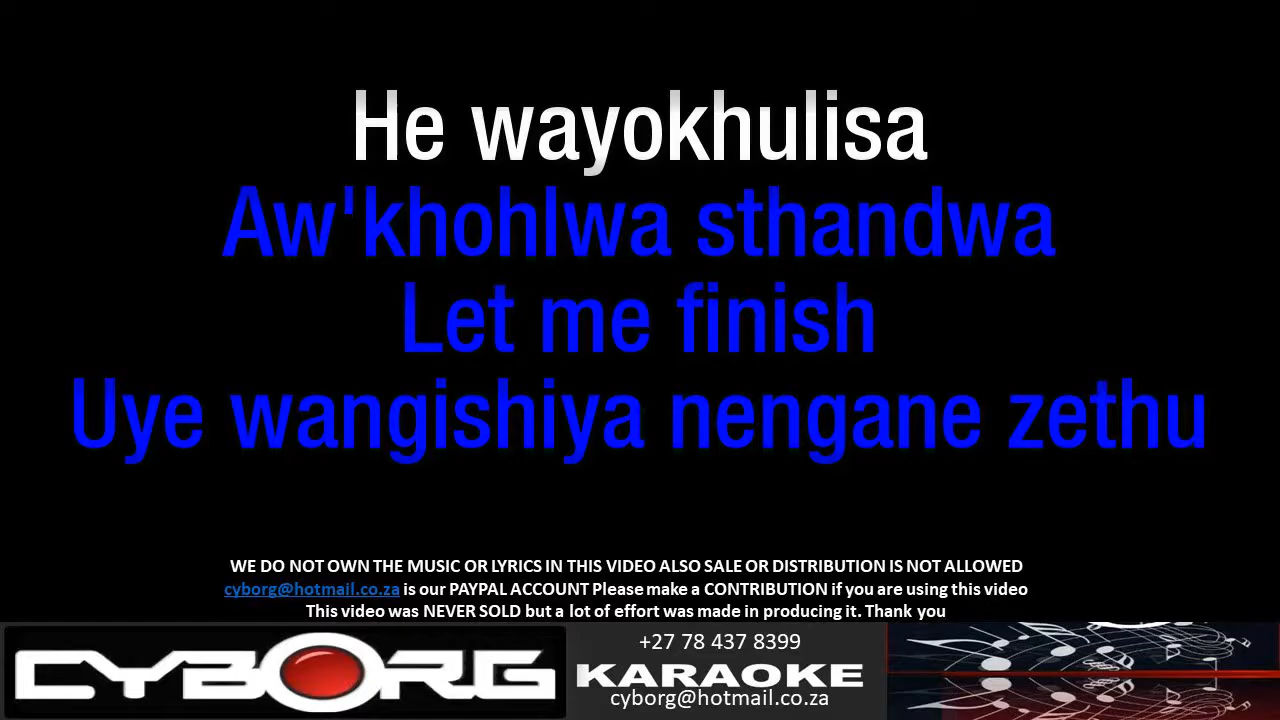 He wayokhulisa
Aw'khohlwa sthandwa
Let me finish
Uye wangishiya nengane zethu
WE DO NOT OWN THE MUSIC OR LYRICS IN THIS VIDEO ALSO SALE OR DISTRIBUTION IS NOT ALLOWED
cyborg@hotmail.co.za is our PAYPAL ACCOUNT Please make a CONTRIBUTION if you are using this video
This video was NEVER SOLD but a lot of effort was made in producing it. Thank you
CYBORG
+27 78 437 8399
KARAOKE
cyborg@hotmail.co.za